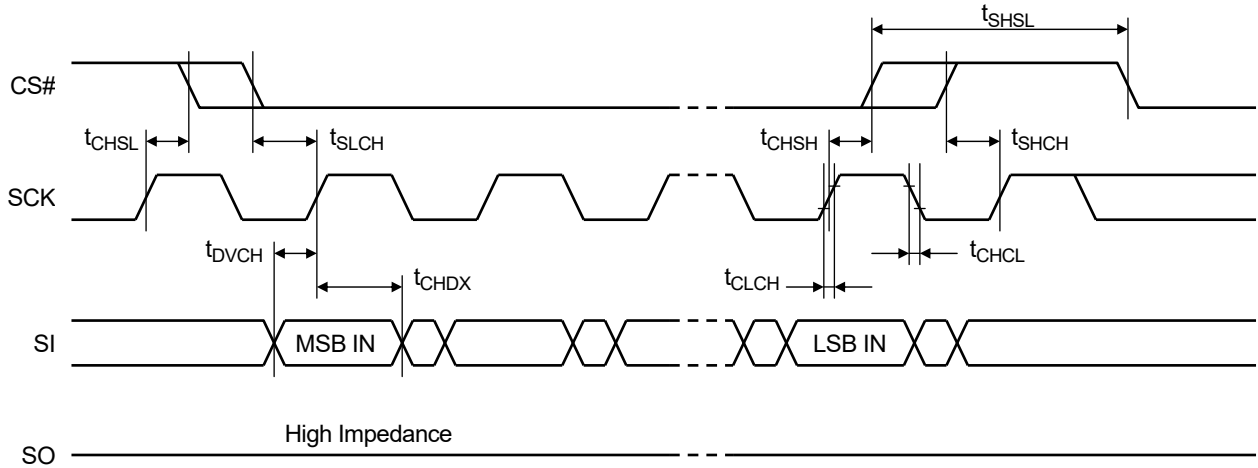 tSHSL
CS#
tCHSL
tSLCH
tCHSH
tSHCH
SCK
tDVCH
tCHDX
tCLCH
tCHCL
SI
MSB IN
LSB IN
High Impedance
SO